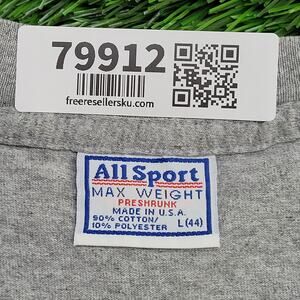 79912
freeresellersku.com
All Sport
MAX WEIGHT
PRESHRUNK
MADE IN U.S.A.
90% COTTON/
10% POLYESTER L (44)